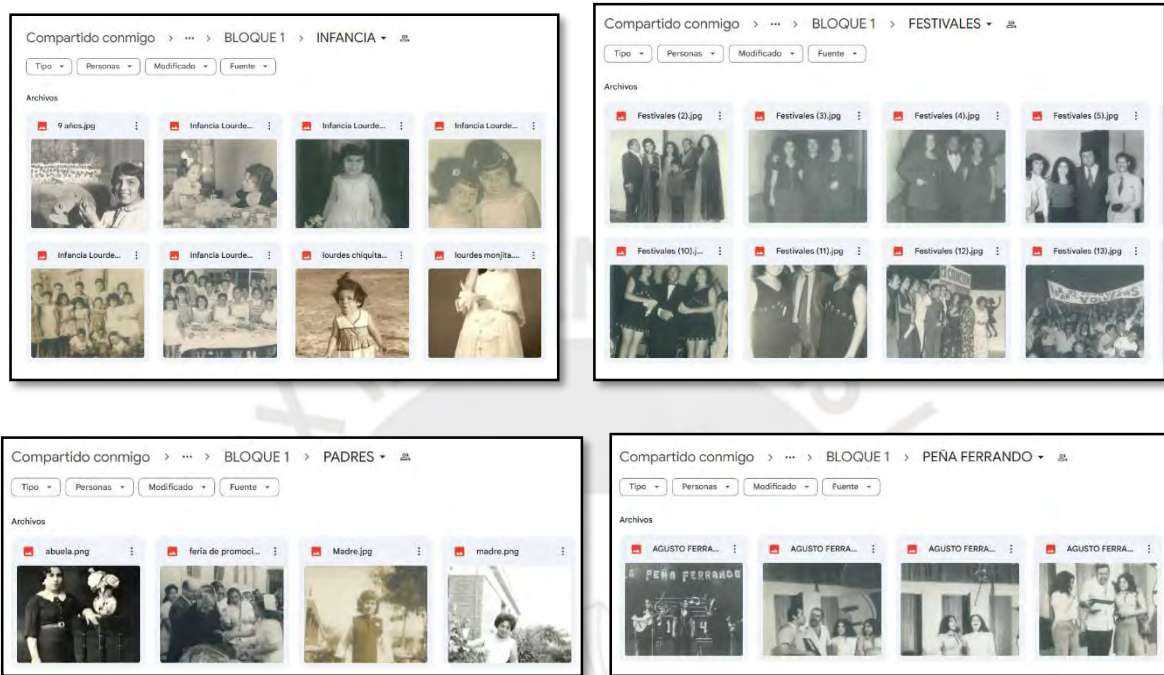 Compartido conmigo > ... > BLOQUE 1 > INFANCIA
Tipo Personas Modificado Fuente
Archivos
9 años.jpg Infancia Lourde... Infancia Lourde... Infancia Lourde...
Infancia Lourde... Infancia Lourde... lourdes chiquita... lourdes monjita....
Compartido conmigo > ... > BLOQUE 1 > FESTIVALES
Tipo Personas Modificado Fuente
Archivos
Festivales (2).jpg Festivales (3).jpg Festivales (4).jpg Festivales (5).jpg
Festivales (10).j... Festivales (11).jpg Festivales (12).jpg Festivales (13).jpg
Compartido conmigo > ... > BLOQUE 1 > PADRES
Tipo Personas Modificado Fuente
Archivos
abuela.png feria de promoci... Madre.jpg madre.png
Compartido conmigo > ... > BLOQUE 1 > PEÑA FERRANDO
Tipo Personas Modificado Fuente
Archivos
AGUSTO FERRA... AGUSTO FERRA... AGUSTO FERRA... AGUSTO FERRA...
LA PEÑA FERRANDO